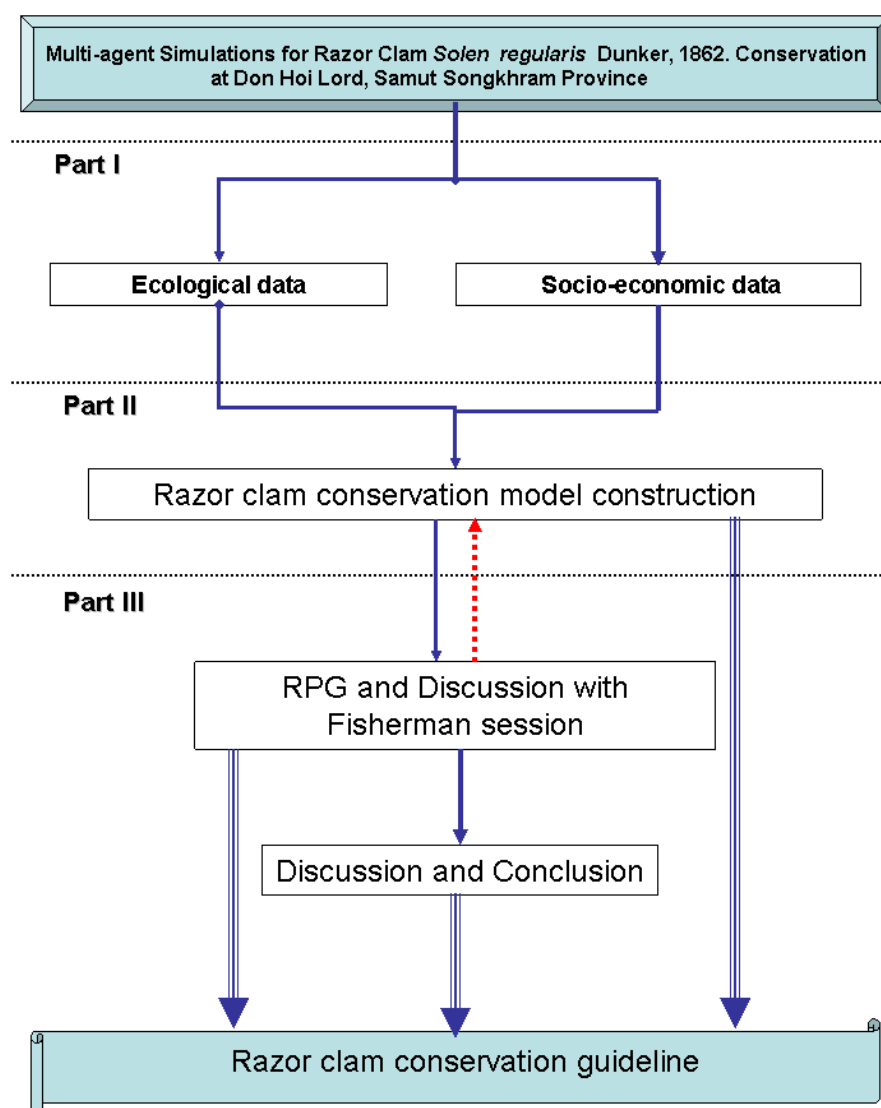 Multi-agent Simulations for Razor Clam Solen regularis Dunker, 1862. Conservation
at Don Hoi Lord, Samut Songkhram Province
Part I
Ecological data
Socio-economic data
Part II
Razor clam conservation model construction
Part III
RPG and Discussion with
Fisherman session
Discussion and Conclusion
Razor clam conservation guideline